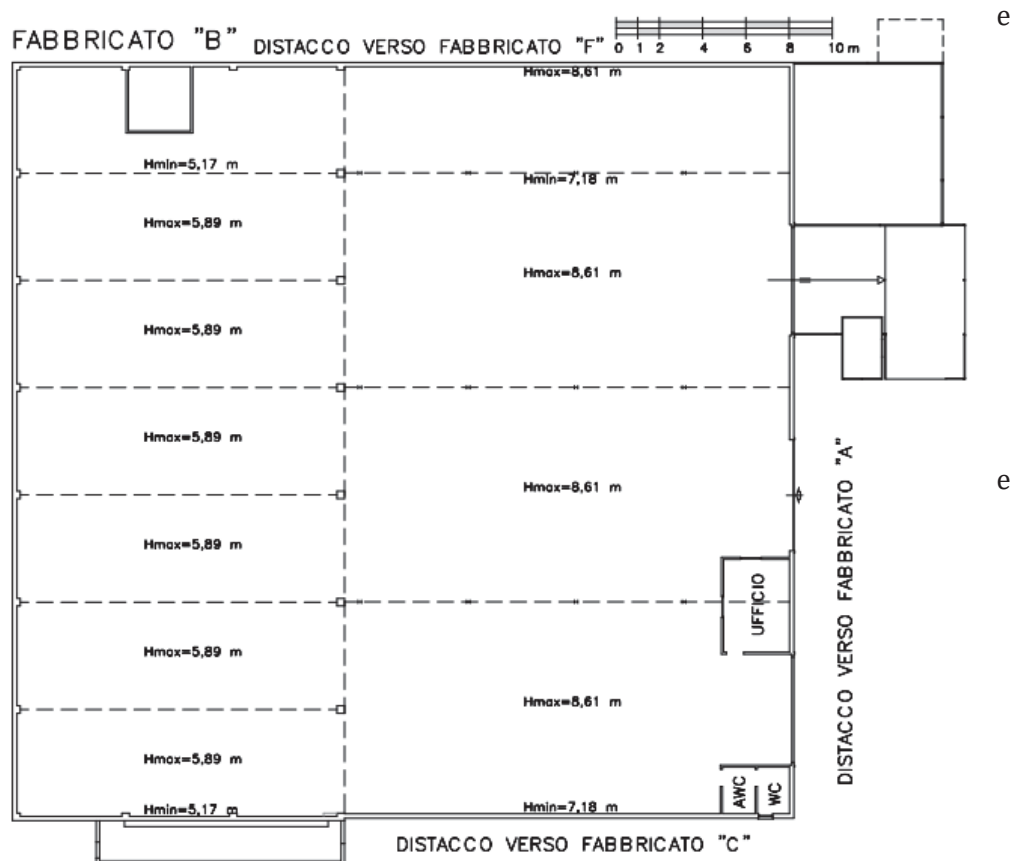 e
FABBRICATO "B" DISTACCO VERSO FABBRICATO "F"
0 1 2 4 6 8 10 m
Hmax=8,61 m
Hmin=5,17 m
Hmin=7,18 m
Hmax=5,89 m
Hmax=8,61 m
Hmax=5,89 m
Hmax=5,89 m
Hmax=8,61 m
e
Hmax=5,89 m
UFFICIO
DISTACCO VERSO FABBRICATO "A"
Hmax=5,89 m
Hmax=8,61 m
Hmax=5,89 m
AWC
WC
Hmin=5,17
Hmin=7,18 m
DISTACCO VERSO FABBRICATO "C"